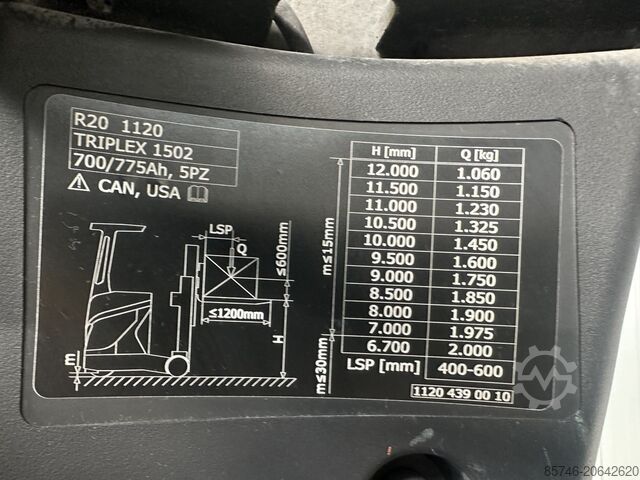 R20 1120
TRIPLEX 1502
700/775Ah, 5PZ
CAN, USA
LSP
Q
≤600mm
≤1200mm
H
m
m≤15mm
m≤30mm
H [mm] Q [kg]
12.000 1.060
11.500 1.150
11.000 1.230
10.500 1.325
10.000 1.450
9.500 1.600
9.000 1.750
8.500 1.850
8.000 1.900
7.000 1.975
6.700 2.000
LSP [mm] 400-600
1120 439 00 10
85746-20642620